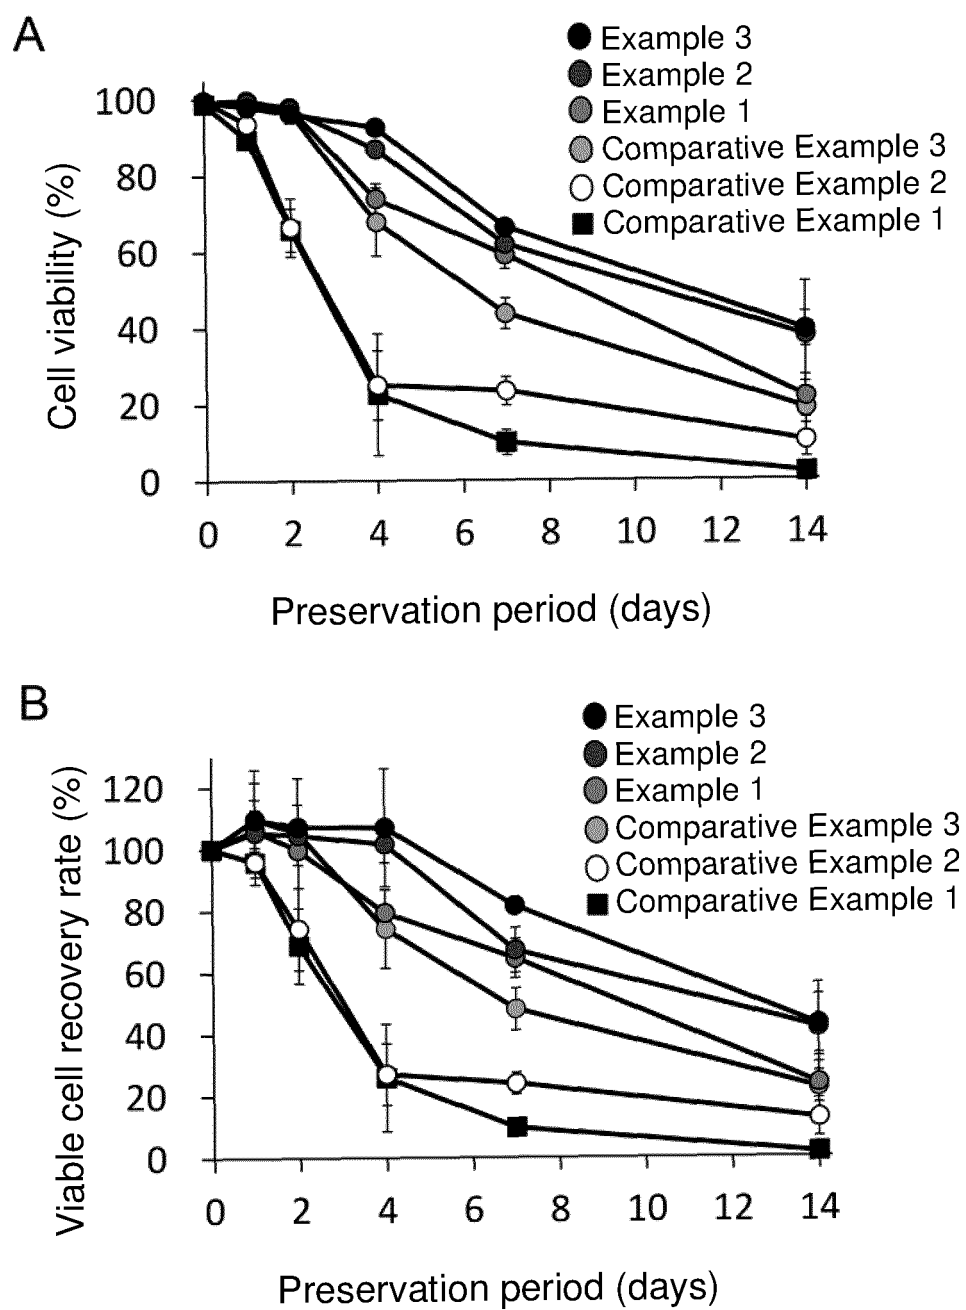 A
Example 3
Example 2
Example 1
Comparative Example 3
Comparative Example 2
Comparative Example 1
Cell viability (%)
100
80
60
40
20
0
0 2 4 6 8 10 12 14
Preservation period (days)
B
Example 3
Example 2
Example 1
Comparative Example 3
Comparative Example 2
Comparative Example 1
Viable cell recovery rate (%)
120
100
80
60
40
20
0
0 2 4 6 8 10 12 14
Preservation period (days)